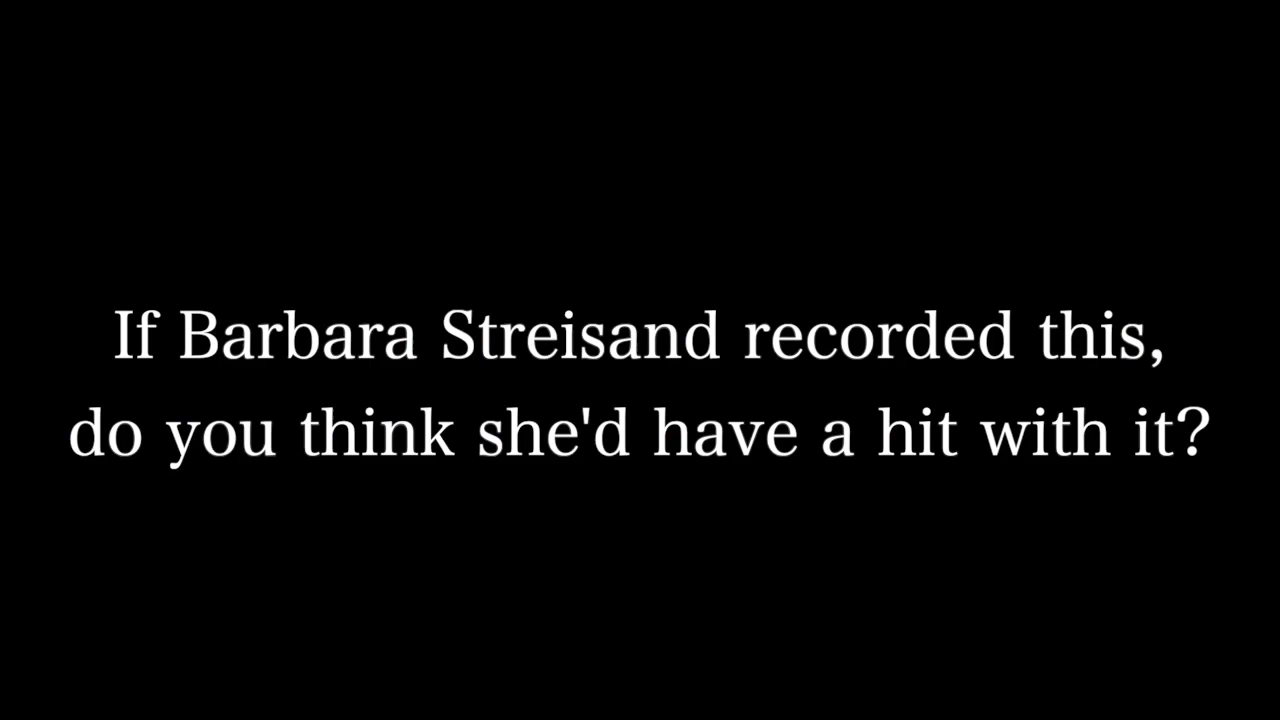 If Barbara Streisand recorded this,
do you think she'd have a hit with it?